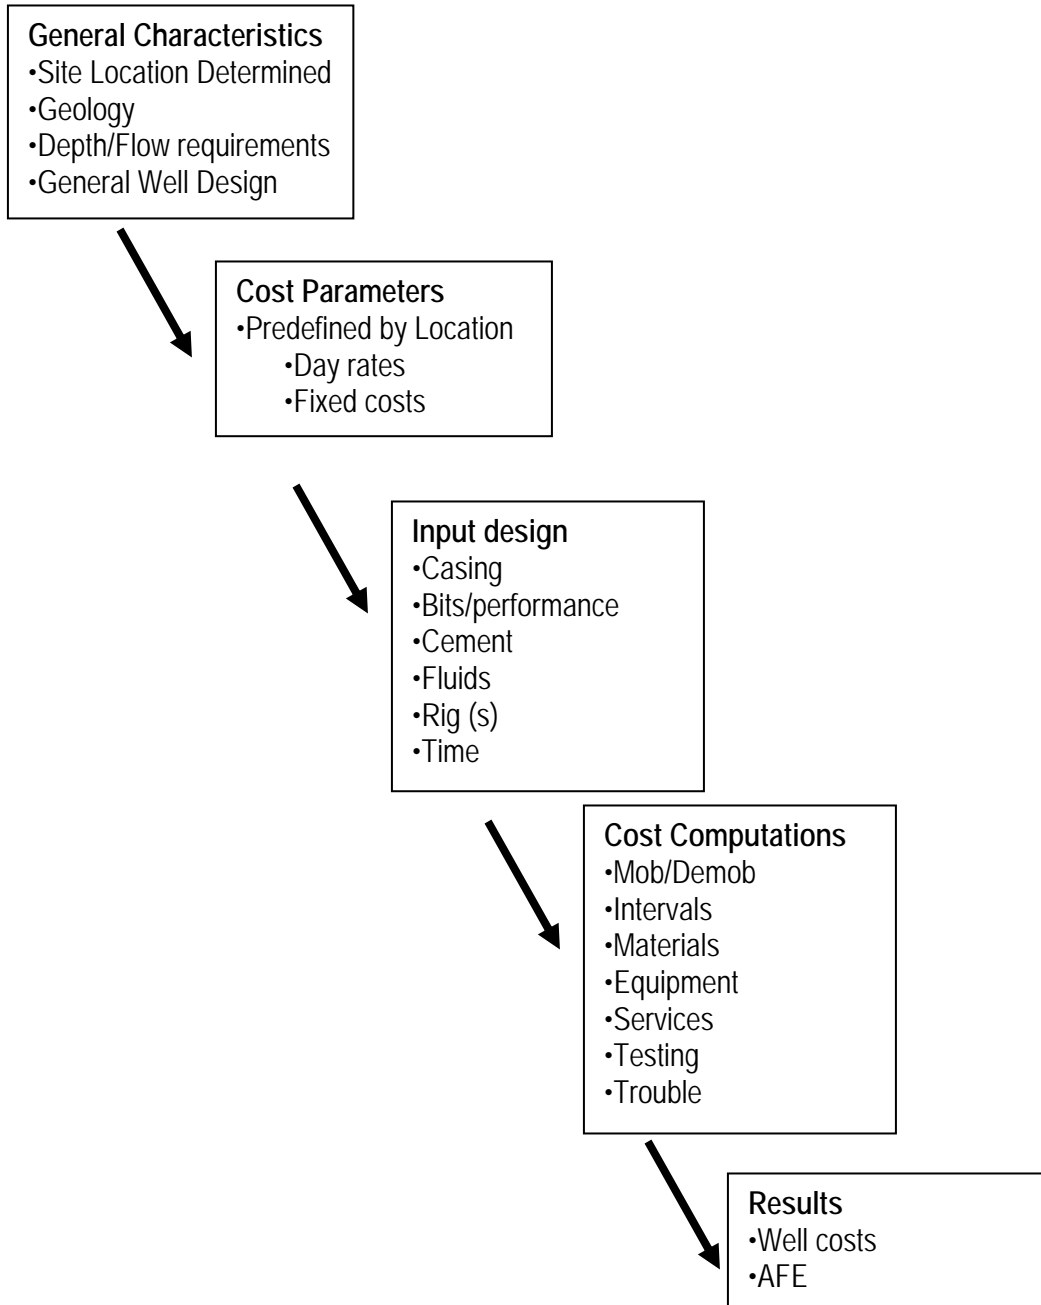 General Characteristics
•Site Location Determined
•Geology
•Depth/Flow requirements
•General Well Design
Cost Parameters
•Predefined by Location
•Day rates
•Fixed costs
Input design
•Casing
•Bits/performance
•Cement
•Fluids
•Rig (s)
•Time
Cost Computations
•Mob/Demob
•Intervals
•Materials
•Equipment
•Services
•Testing
•Trouble
Results
•Well costs
•AFE